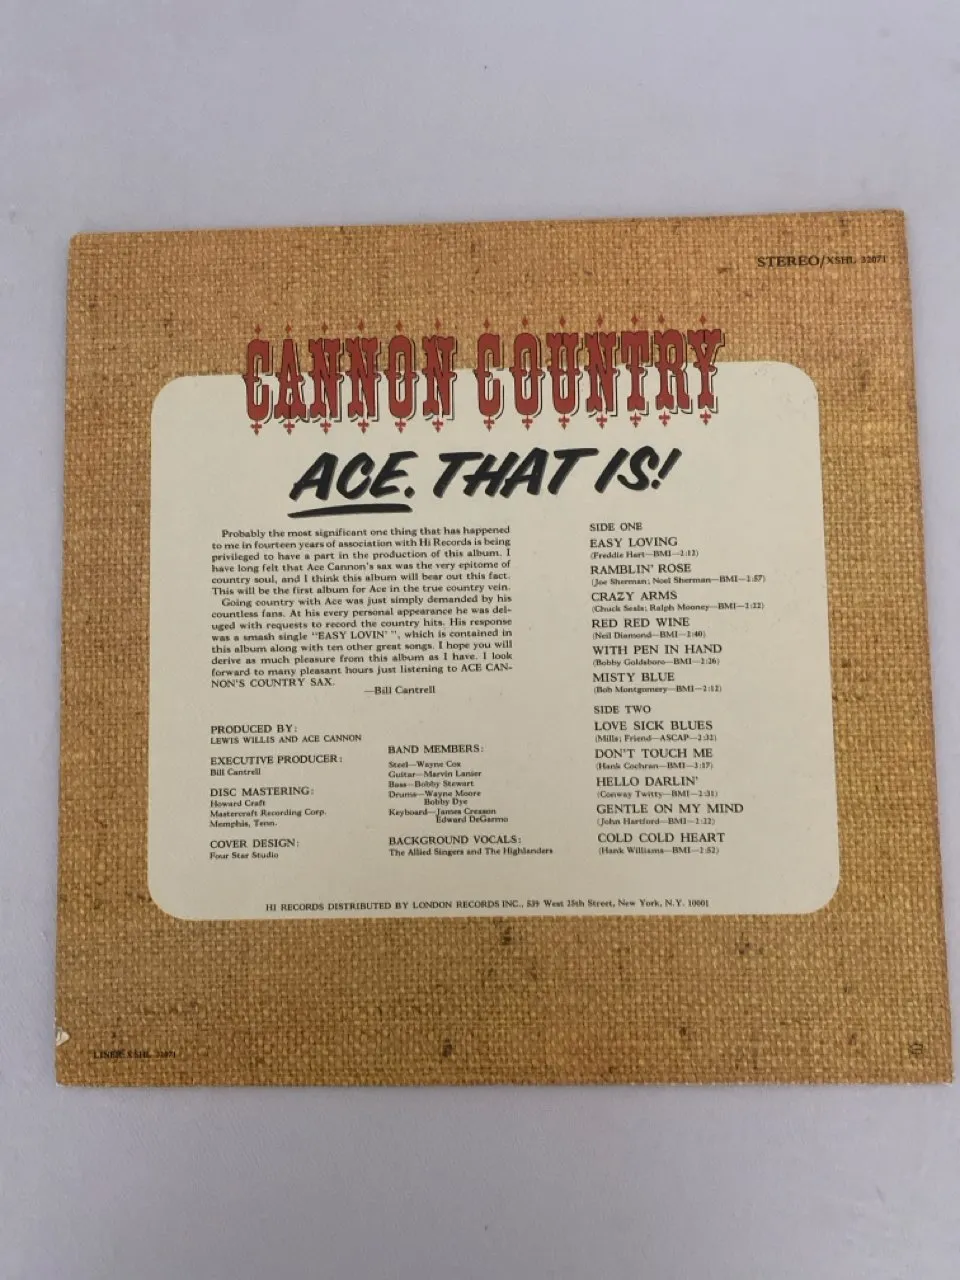 STEREO/XSHL 32071
CANNON COUNTRY
ACE. THAT IS!
Probably the most significant one thing that has happened
to me in fourteen years of association with Hi Records is being
privileged to have a part in the production of this album. I
have long felt that Ace Cannon's sax was the very epitome of
country soul, and I think this album will bear out this fact.
This will be the first album for Ace in the true country vein.
Going country with Ace was just simply demanded by his
countless fans. At his every personal appearance he was del-
uged with requests to record the country hits. His response
was a smash single "EASY LOVIN' ", which is contained in
this album along with ten other great songs. I hope you will
derive as much pleasure from this album as I have. I look
forward to many pleasant hours just listening to ACE CAN-
NON'S COUNTRY SAX.
—Bill Cantrell
PRODUCED BY:
LEWIS WILLIS AND ACE CANNON
EXECUTIVE PRODUCER:
Bill Cantrell
DISC MASTERING:
Howard Craft
Mastercraft Recording Corp.
Memphis, Tenn.
COVER DESIGN:
Four Star Studio
BAND MEMBERS:
Steel—Wayne Cox
Guitar—Marvin Lanier
Bass—Bobby Stewart
Drums—Wayne Moore
Bobby Dye
Keyboard—James Creason
Edward DeGarmo
BACKGROUND VOCALS:
The Allied Singers and The Highlanders
SIDE ONE
EASY LOVING
(Freddie Hart—BMI—2:12)
RAMBLIN' ROSE
(Joe Sherman; Noel Sherman—BMI—2:57)
CRAZY ARMS
(Chuck Seals; Ralph Mooney—BMI—2:22)
RED RED WINE
(Neil Diamond—BMI—2:40)
WITH PEN IN HAND
(Bobby Goldsboro—BMI—2:26)
MISTY BLUE
(Bob Montgomery—BMI—2:12)
SIDE TWO
LOVE SICK BLUES
(Mills; Friend—ASCAP—2:32)
DON'T TOUCH ME
(Hank Cochran—BMI—3:17)
HELLO DARLIN'
(Conway Twitty—BMI—2:31)
GENTLE ON MY MIND
(John Hartford—BMI—2:22)
COLD COLD HEART
(Hank Williams—BMI—2:52)
HI RECORDS DISTRIBUTED BY LONDON RECORDS INC., 539 West 25th Street, New York, N.Y. 10001
LINER XSHL 32071